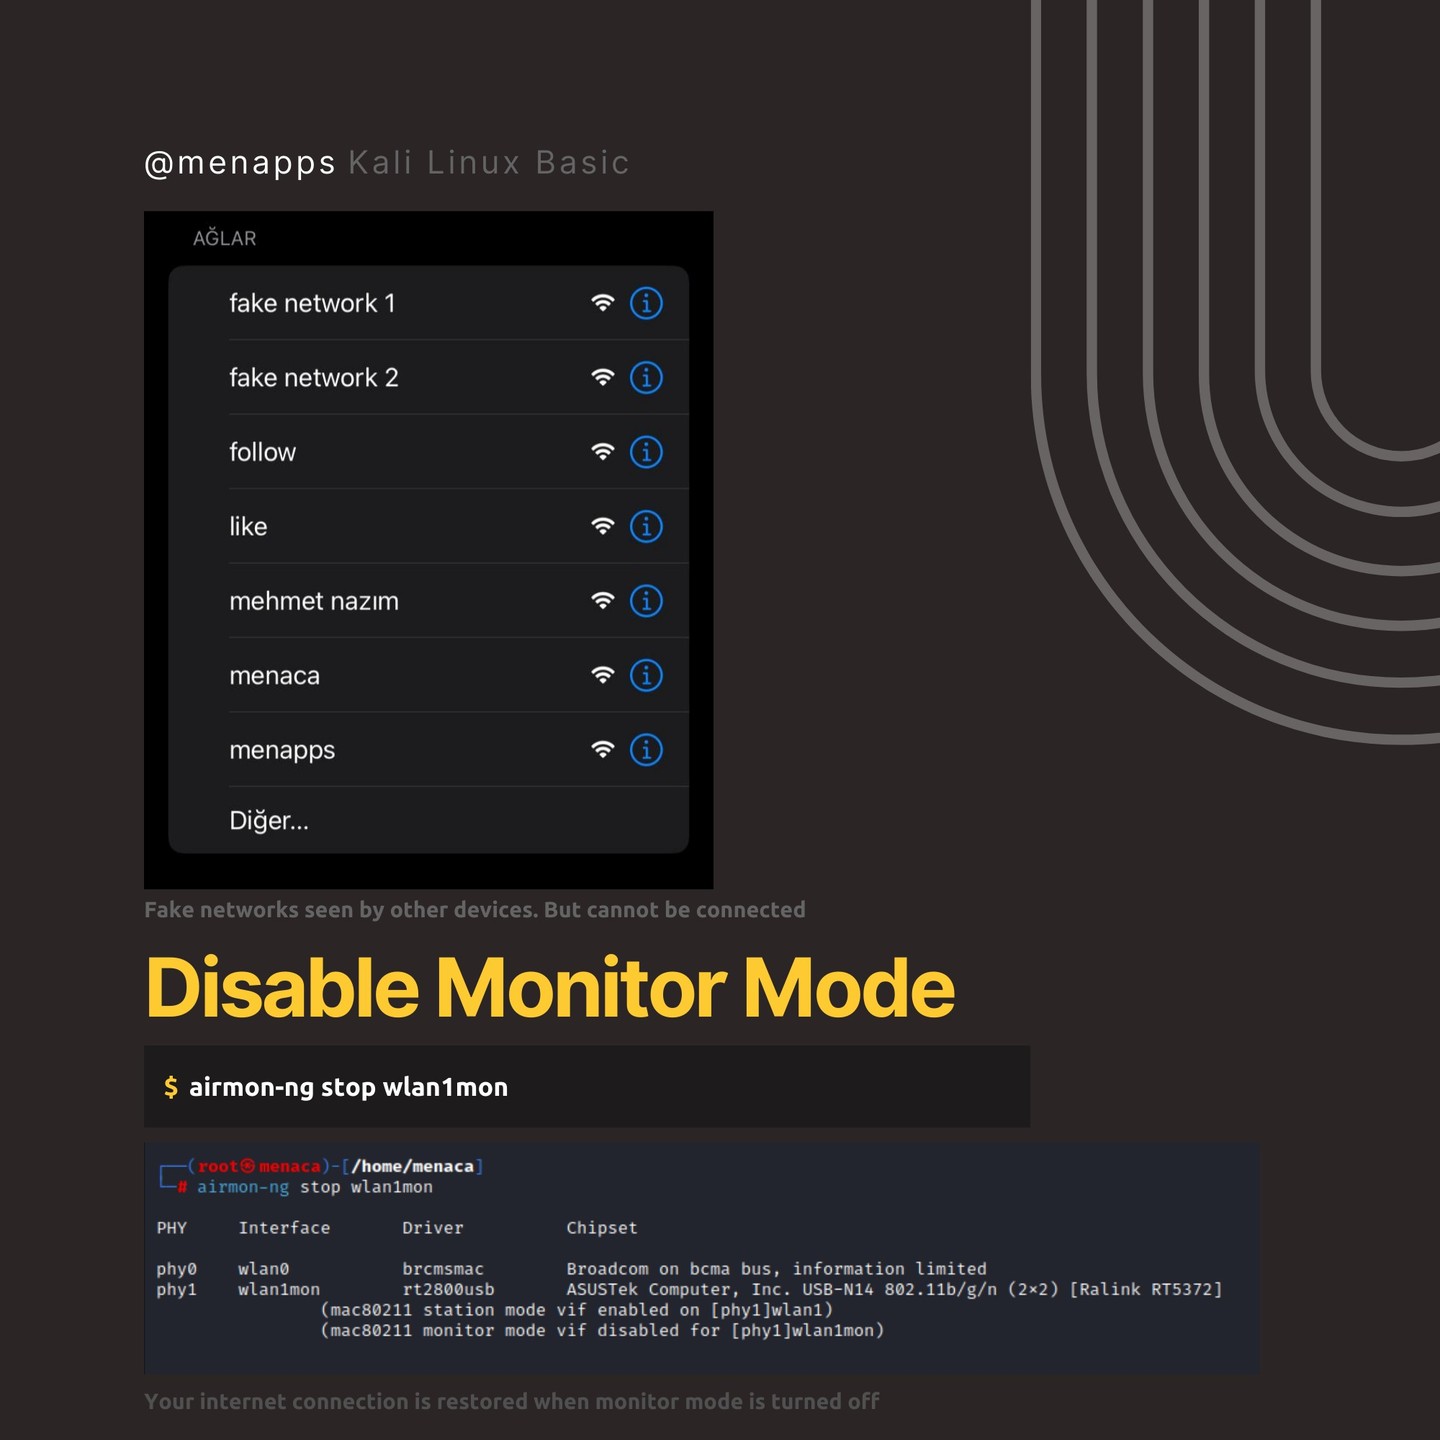 @menapps Kali Linux Basic
AĞLAR
fake network 1
fake network 2
follow
like
mehmet nazım
menaca
menapps
Diğer...
Fake networks seen by other devices. But cannot be connected
Disable Monitor Mode
$ airmon-ng stop wlan1mon
┌──(root㉿menaca)-[/home/menaca]
└─# airmon-ng stop wlan1mon
PHY Interface Driver Chipset
phy0 wlan0 brcmsmac Broadcom on bcma bus, information limited
phy1 wlan1mon rt2800usb ASUSTek Computer, Inc. USB-N14 802.11b/g/n (2×2) [Ralink RT5372]
(mac80211 station mode vif enabled on [phy1]wlan1)
(mac80211 monitor mode vif disabled for [phy1]wlan1mon)
Your internet connection is restored when monitor mode is turned off